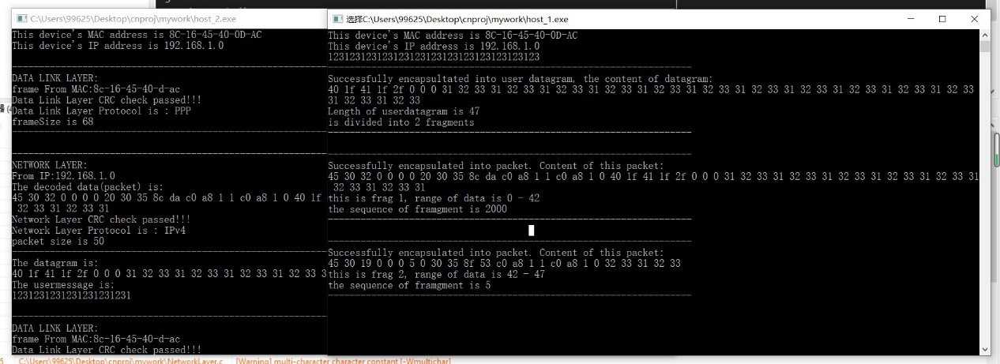 C:\Users\99625\Desktop\cnproj\mywork\host_2.exe
This device's MAC address is 8C-16-45-40-0D-AC
This device's IP address is 192.168.1.0
DATA LINK LAYER:
frame From MAC:8c-16-45-40-d-ac
Data Link Layer CRC check passed!!!
Data Link Layer Protocol is : PPP
frameSize is 68
NETWORK LAYER:
From IP:192.168.1.0
The decoded data(packet) is:
45 30 32 0 0 0 0 20 30 35 8c da c0 a8 1 1 c0 a8 1 0 40 1f
32 33 31 32 33 31
Network Layer CRC check passed!!!
Network Layer Protocol is : IPv4
packet size is 50
The datagram is:
40 1f 41 1f 2f 0 0 0 31 32 33 31 32 33 31 32 33 31 32 33 3
The usermessage is:
1231231231231231231231
DATA LINK LAYER:
frame From MAC:8c-16-45-40-d-ac
Data Link Layer CRC check passed!!!
选择C:\Users\99625\Desktop\cnproj\mywork\host_1.exe
This device's MAC address is 8C-16-45-40-0D-AC
This device's IP address is 192.168.1.0
123123123123123123123123123123123123123
Successfully encapsultated into user datagram, the content of datagram:
40 1f 41 1f 2f 0 0 0 31 32 33 31 32 33 31 32 33 31 32 33 31 32 33 31 32 33 31 32 33 31 32 33 31 32 33 31 32 33 31 32 33
31 32 33 31 32 33
Length of userdatagram is 47
is divided into 2 fragments
Successfully encapsulated into packet. Content of this packet:
45 30 32 0 0 0 0 20 30 35 8c da c0 a8 1 1 c0 a8 1 0 40 1f 41 1f 2f 0 0 0 31 32 33 31 32 33 31 32 33 31 32 33 31 32 33 31
32 33 31 32 33 31
this is frag 1, range of data is 0 - 42
the sequence of framgment is 2000
Successfully encapsulated into packet. Content of this packet:
45 30 19 0 0 0 5 0 30 35 8f 53 c0 a8 1 1 c0 a8 1 0 32 33 31 32 33
this is frag 2, range of data is 42 - 47
the sequence of framgment is 5
C:\Users\99625\Desktop\cnproj\mywork\NetworkLayer.c [Warning] multi-character character constant [-Wmultichar]